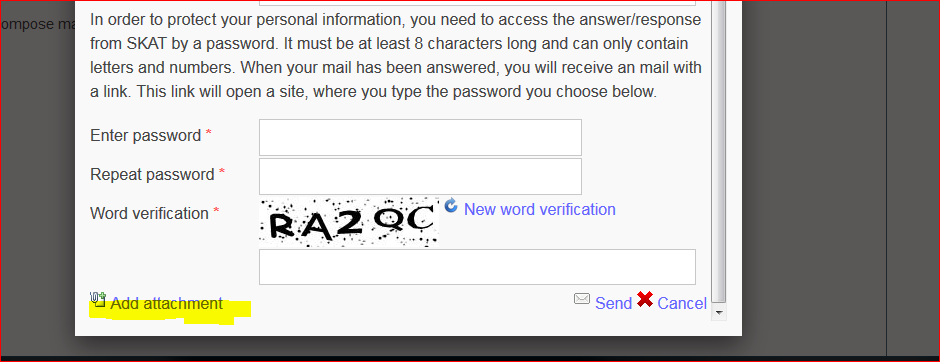 ompose ma
In order to protect your personal information, you need to access the answer/response
from SKAT by a password. It must be at least 8 characters long and can only contain
letters and numbers. When your mail has been answered, you will receive an mail with
a link. This link will open a site, where you type the password you choose below.
Enter password *
Repeat password *
Word verification * RA2QC New word verification
Add attachment Send Cancel